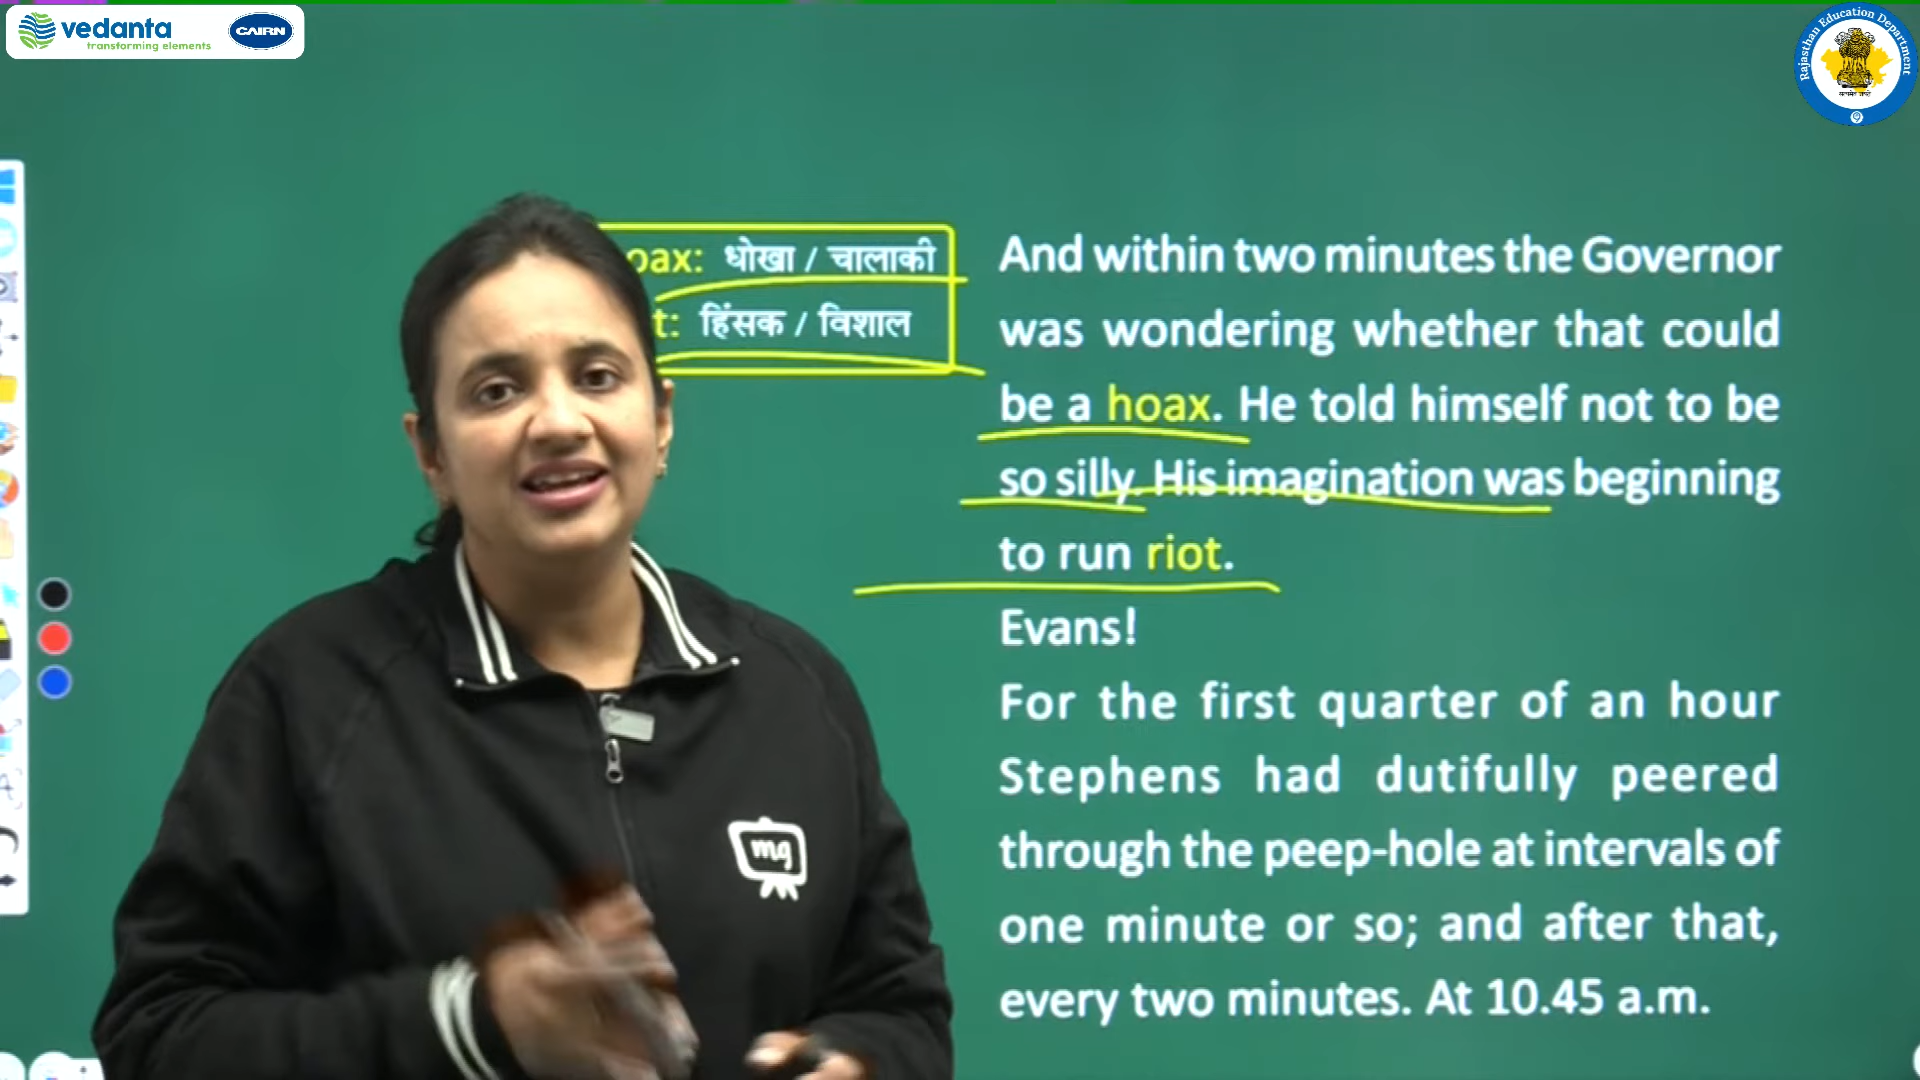 vedanta
transforming elements
CAIRN
Rajasthan Education Department
oax: धोखा / चालाकी
t: हिंसक / विशाल
And within two minutes the Governor
was wondering whether that could
be a hoax. He told himself not to be
so silly. His imagination was beginning
to run riot.
Evans!
For the first quarter of an hour
Stephens had dutifully peered
through the peep-hole at intervals of
one minute or so; and after that,
every two minutes. At 10.45 a.m.
mg